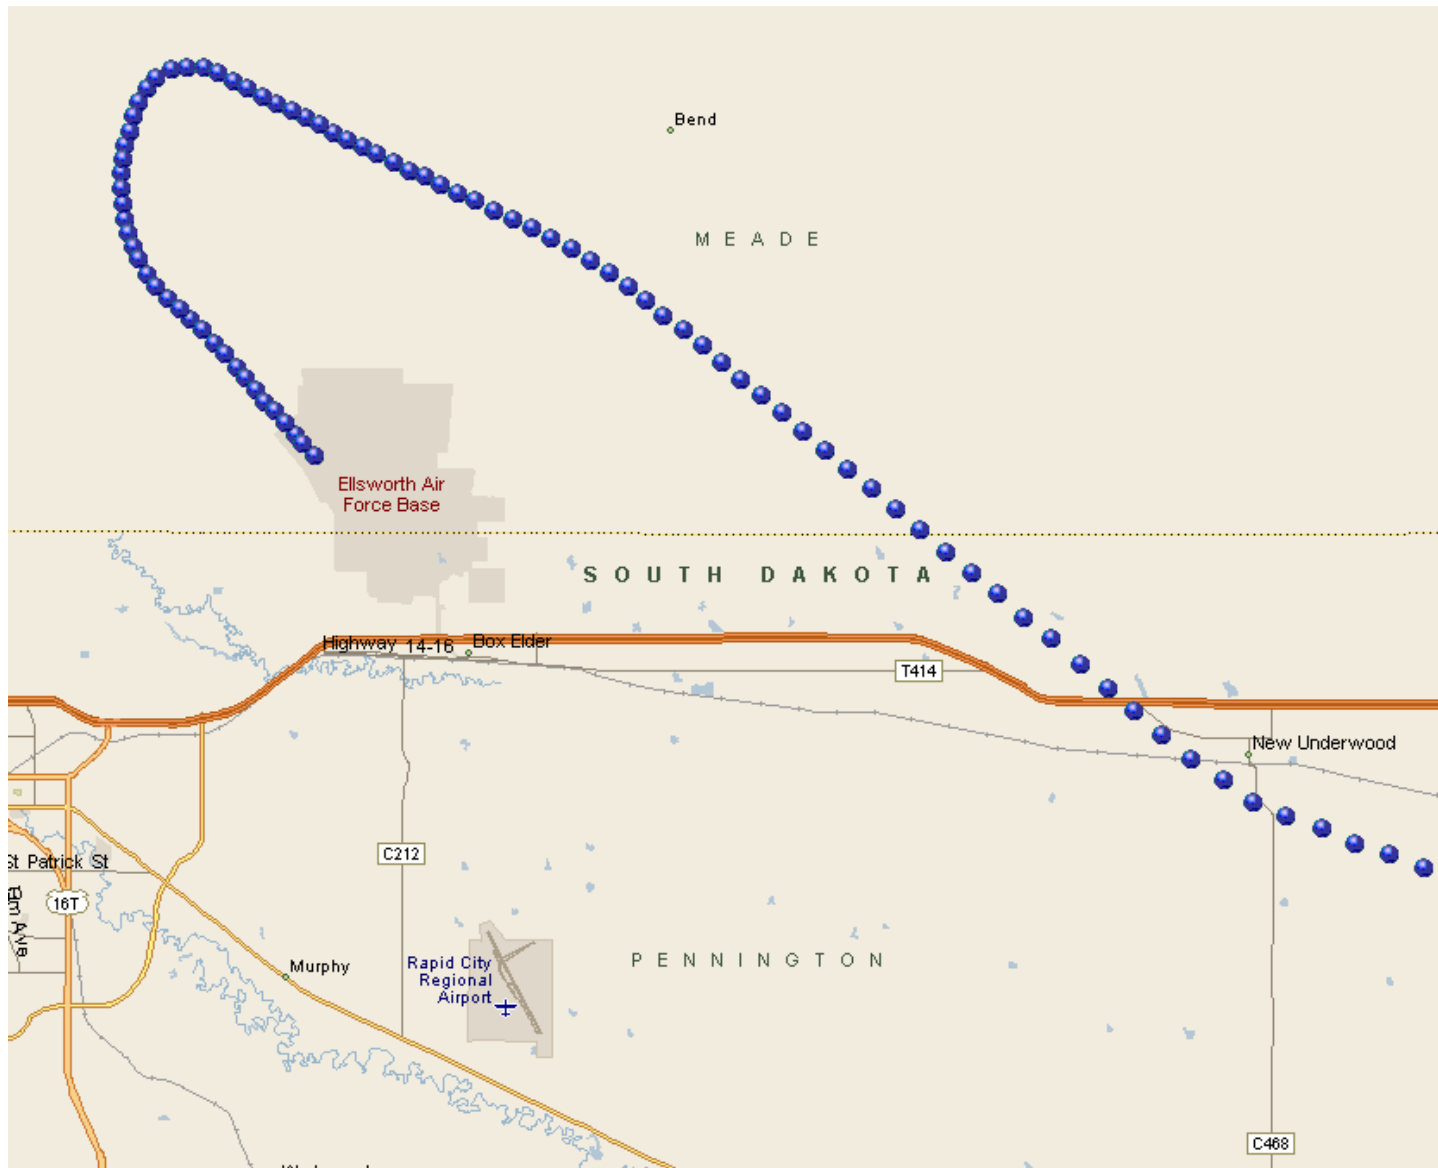 Bend
MEADE
Ellsworth Air
Force Base
SOUTH DAKOTA
Highway 14-16
Box Elder
T414
New Underwood
C212
St Patrick St
16T
Elm Ave
Rapid City
Regional
Airport
PENNINGTON
Murphy
C468